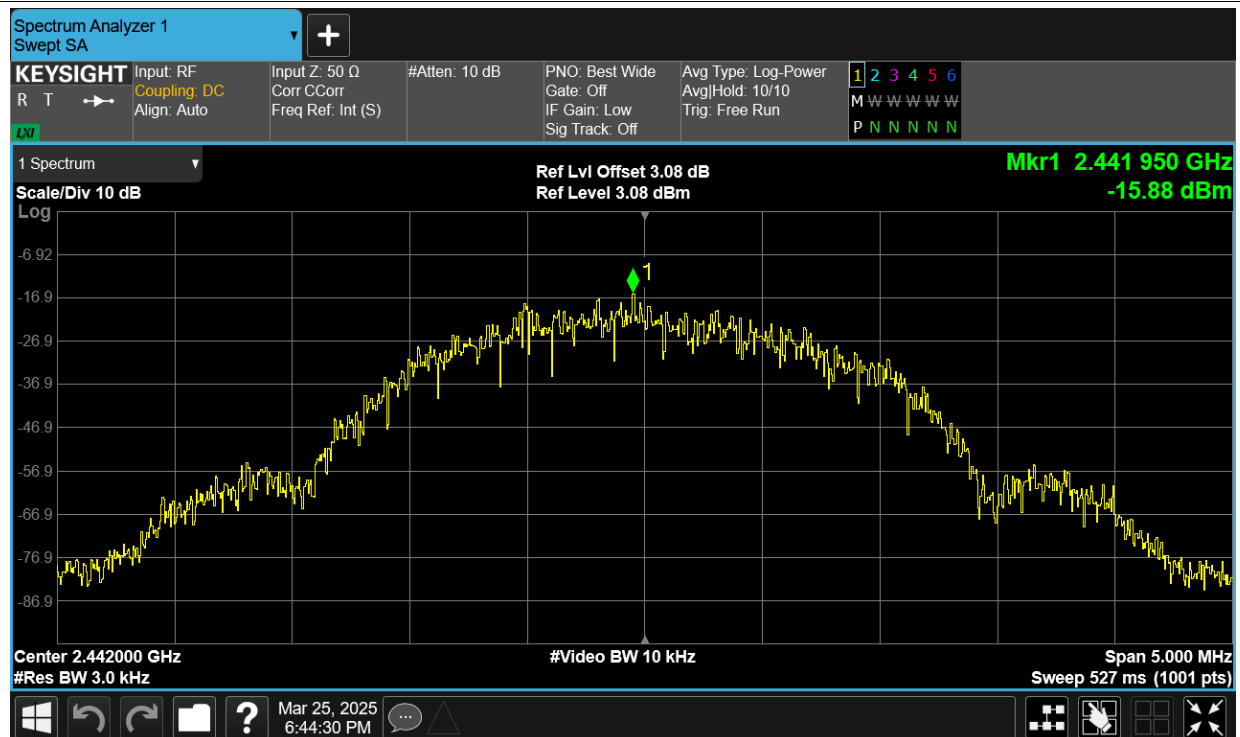 Spectrum Analyzer 1
Swept SA
+
KEYSIGHT
R T
LXI
Input: RF
Coupling: DC
Align: Auto
Input Z: 50 Ω
Corr CCorr
Freq Ref: Int (S)
#Atten: 10 dB
PNO: Best Wide
Gate: Off
IF Gain: Low
Sig Track: Off
Avg Type: Log-Power
Avg|Hold: 10/10
Trig: Free Run
1 2 3 4 5 6
M W W W W W
P N N N N N
1 Spectrum
Scale/Div 10 dB
Log
Ref Lvl Offset 3.08 dB
Ref Level 3.08 dBm
Mkr1 2.441 950 GHz
-15.88 dBm
1
-6.92
-16.9
-26.9
-36.9
-46.9
-56.9
-66.9
-76.9
-86.9
Center 2.442000 GHz
#Res BW 3.0 kHz
#Video BW 10 kHz
Span 5.000 MHz
Sweep 527 ms (1001 pts)
?
Mar 25, 2025
6:44:30 PM